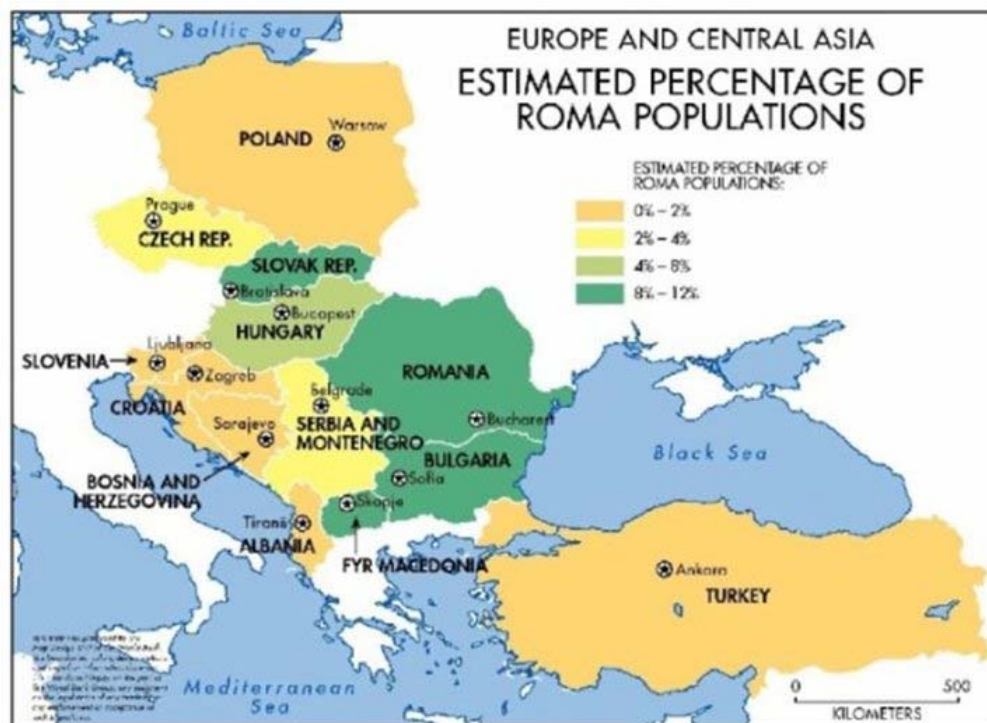 EUROPE AND CENTRAL ASIA
ESTIMATED PERCENTAGE OF
ROMA POPULATIONS
ESTIMATED PERCENTAGE OF
ROMA POPULATIONS:
0% – 2%
2% – 4%
4% – 8%
8% – 12%
Baltic Sea
POLAND
Warsaw
Prague
CZECH REP.
SLOVAK REP.
Bratislava
Budapest
HUNGARY
Ljubljana
SLOVENIA
Zagreb
CROATIA
ROMANIA
Belgrade
Bucharest
Sarajevo
SERBIA AND
MONTENEGRO
BULGARIA
Sofia
Black Sea
BOSNIA AND
HERZEGOVINA
Skopje
Tiranë
ALBANIA
FYR MACEDONIA
Ankara
TURKEY
Mediterranean
Sea
0 500
KILOMETERS